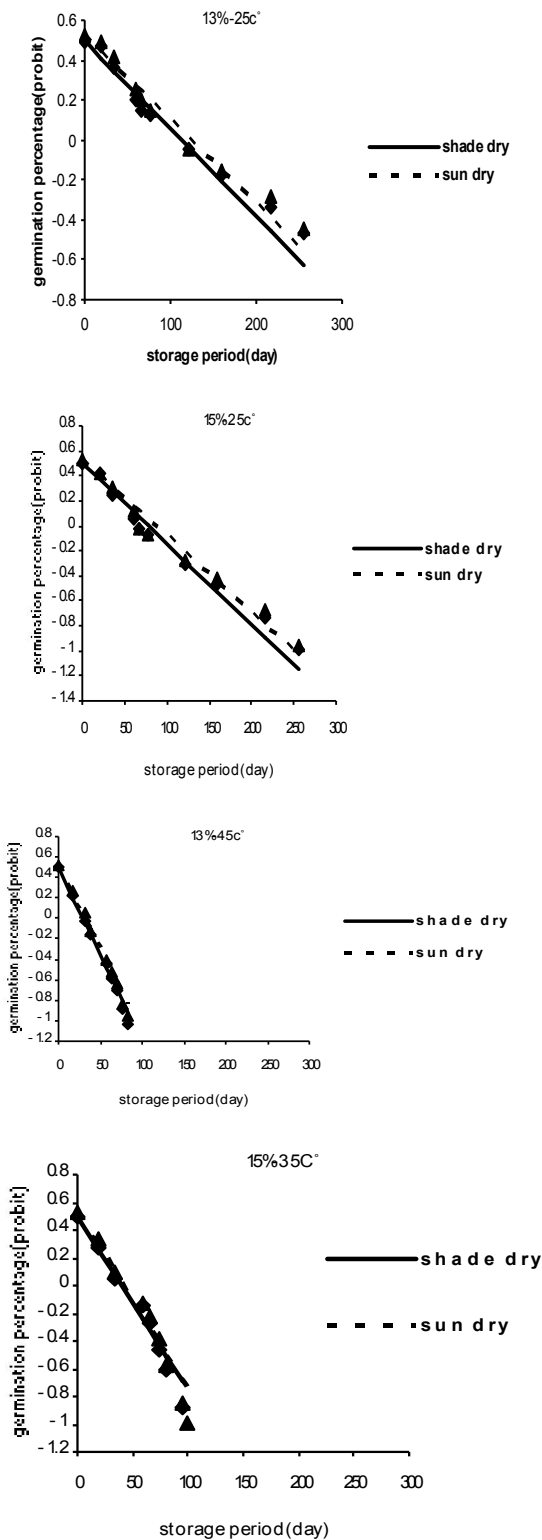 13%-25c°
0.6
0.4
0.2
0
-0.2
-0.4
-0.6
-0.8
0 100 200 300
germination percentage(probit)
storage period(day)
shade dry
sun dry
15%25c°
0.8
0.6
0.4
0.2
0
-0.2
-0.4
-0.6
-0.8
-1
-1.2
-1.4
0 50 100 150 200 250 300
germination percentage(probit)
storage period(day)
shade dry
sun dry
13%45c°
0.8
0.6
0.4
0.2
0
-0.2
-0.4
-0.6
-0.8
-1
-1.2
0 50 100 150 200 250 300
germination percentage(probit)
storage period(day)
shade dry
sun dry
15%35C°
0.8
0.6
0.4
0.2
0
-0.2
-0.4
-0.6
-0.8
-1
-1.2
0 50 100 150 200 250 300
germination percentage(probit)
storage period(day)
shade dry
sun dry